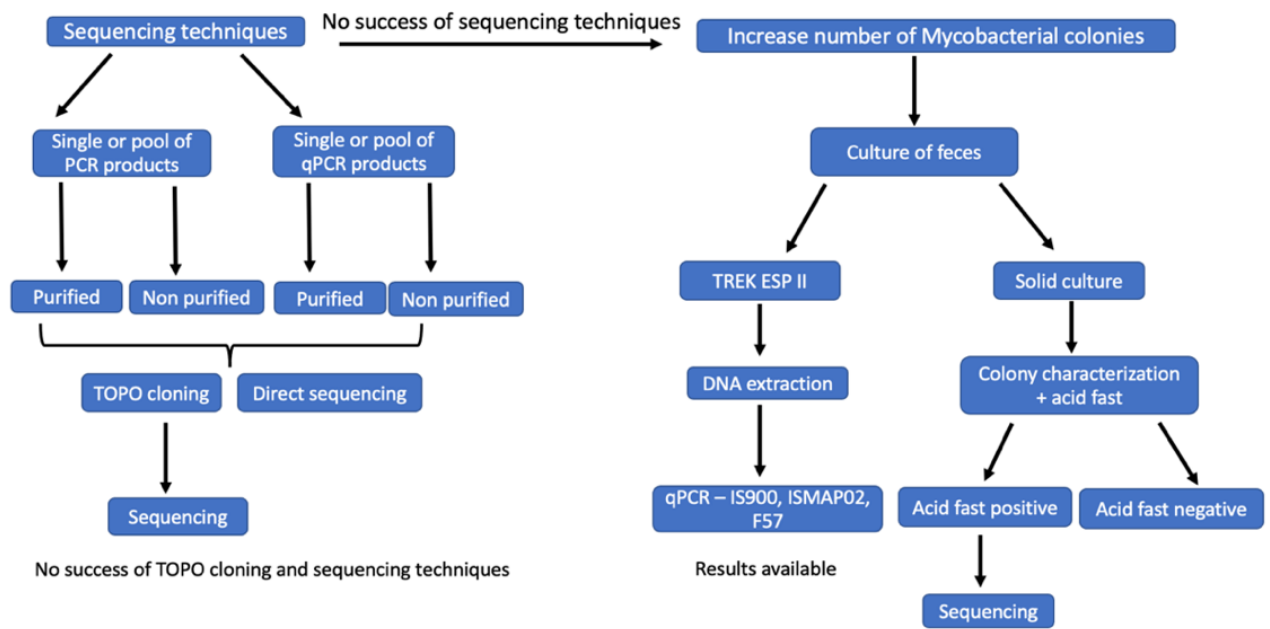 Sequencing techniques
No success of sequencing techniques
Increase number of Mycobacterial colonies
Single or pool of
PCR products
Single or pool of
qPCR products
Culture of feces
Purified
Non purified
Purified
Non purified
TREK ESP II
Solid culture
TOPO cloning
Direct sequencing
DNA extraction
Colony characterization
+ acid fast
Sequencing
qPCR – IS900, ISMAP02,
F57
Acid fast positive
Acid fast negative
No success of TOPO cloning and sequencing techniques
Results available
Sequencing